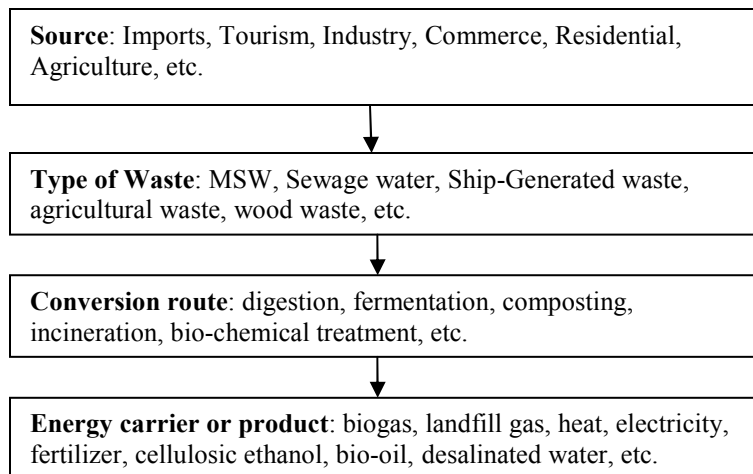 Source: Imports, Tourism, Industry, Commerce, Residential,
Agriculture, etc.
Type of Waste: MSW, Sewage water, Ship-Generated waste,
agricultural waste, wood waste, etc.
Conversion route: digestion, fermentation, composting,
incineration, bio-chemical treatment, etc.
Energy carrier or product: biogas, landfill gas, heat, electricity,
fertilizer, cellulosic ethanol, bio-oil, desalinated water, etc.